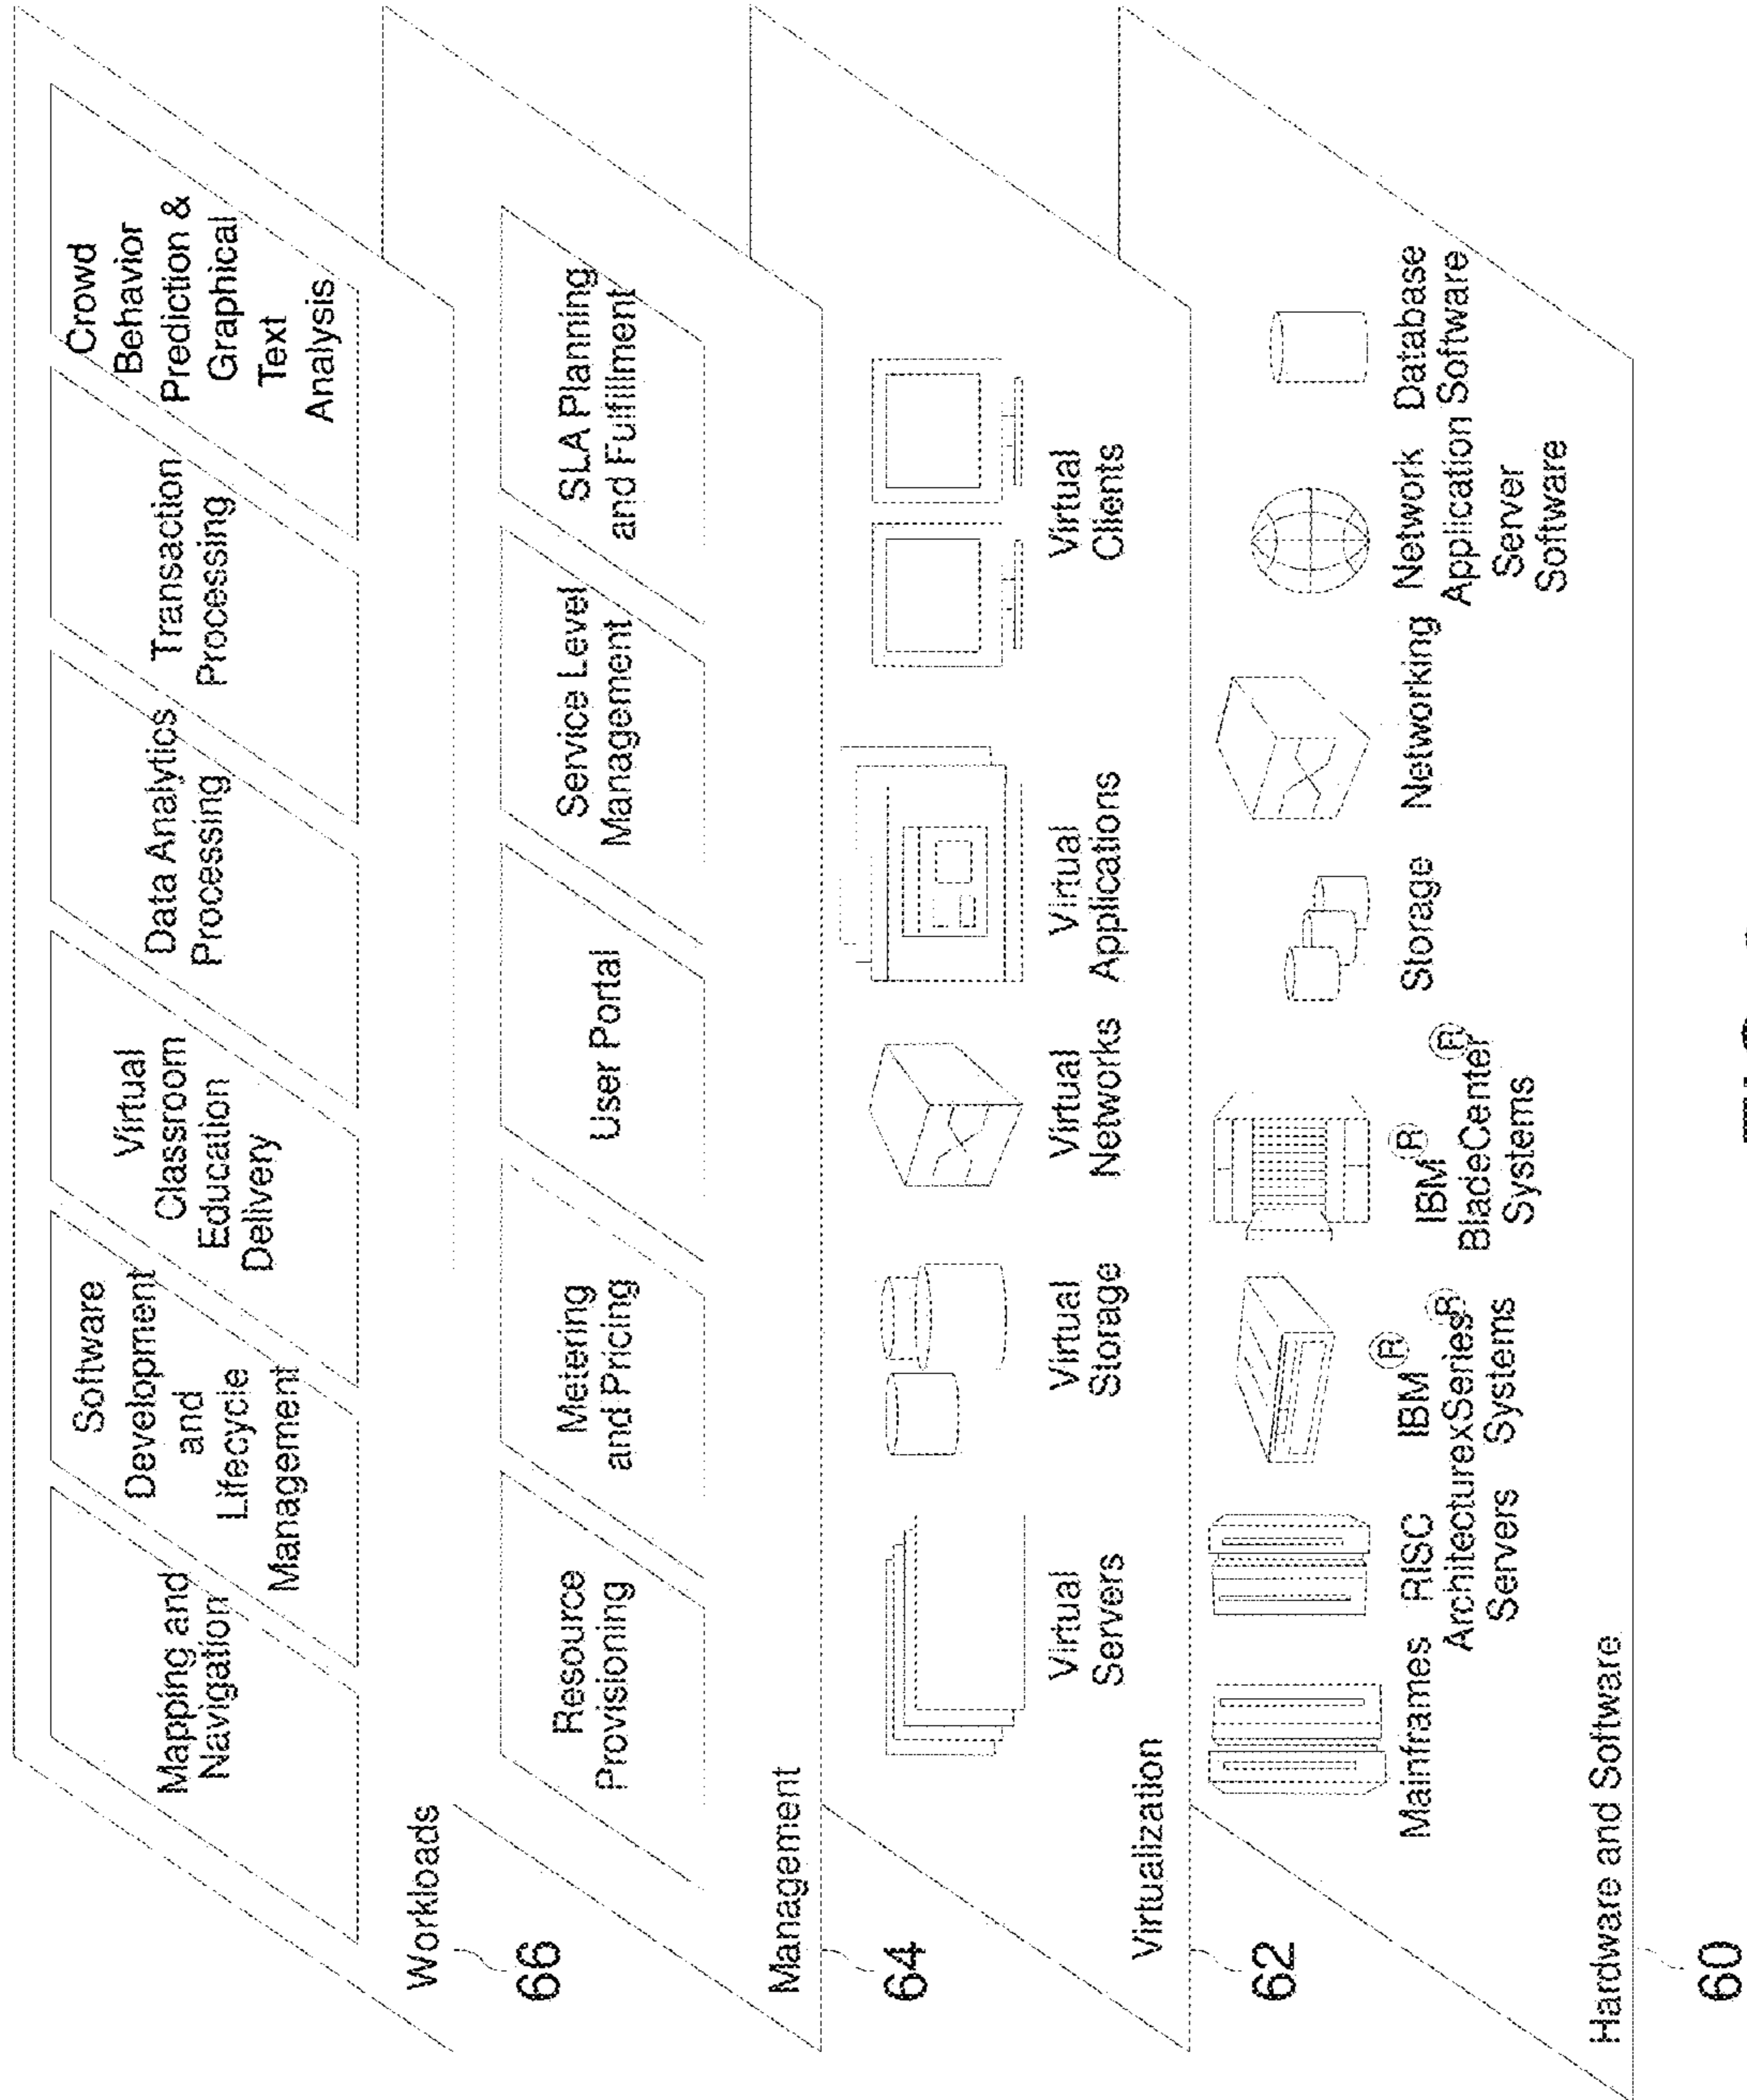 Mapping and
Navigation
Software
Development
and
Lifecycle
Management
Virtual
Classroom
Education
Delivery
Data Analytics
Processing
Transaction
Processing
Crowd
Behavior
Prediction &
Graphical
Text
Analysis
Workloads
66
Resource
Provisioning
Metering
and Pricing
User Portal
Service Level
Management
SLA Planning
and Fulfillment
Management
64
Virtual
Servers
Virtual
Storage
Virtual
Networks
Virtual
Applications
Virtual
Clients
Virtualization
62
Mainframes
RISC
Architecture
Servers
IBM®
xSeries®
Systems
IBM®
BladeCenter®
Systems
Storage
Networking
Network
Application
Server
Software
Database
Software
Hardware and Software
60